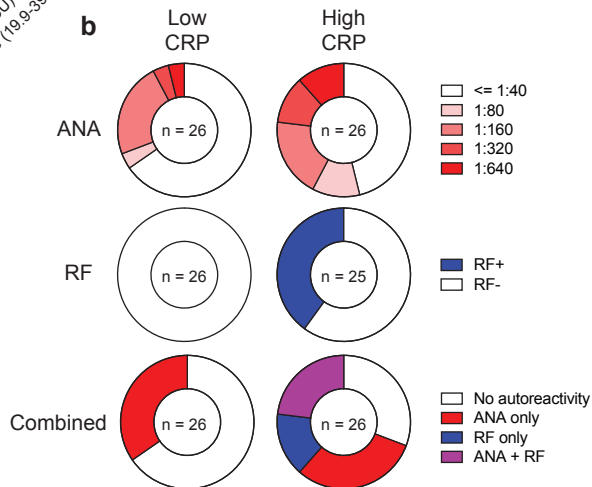 b
Low
CRP
High
CRP
ANA
n = 26
n = 26
<= 1:40
1:80
1:160
1:320
1:640
RF
n = 26
n = 25
RF+
RF-
Combined
n = 26
n = 26
No autoreactivity
ANA only
RF only
ANA + RF